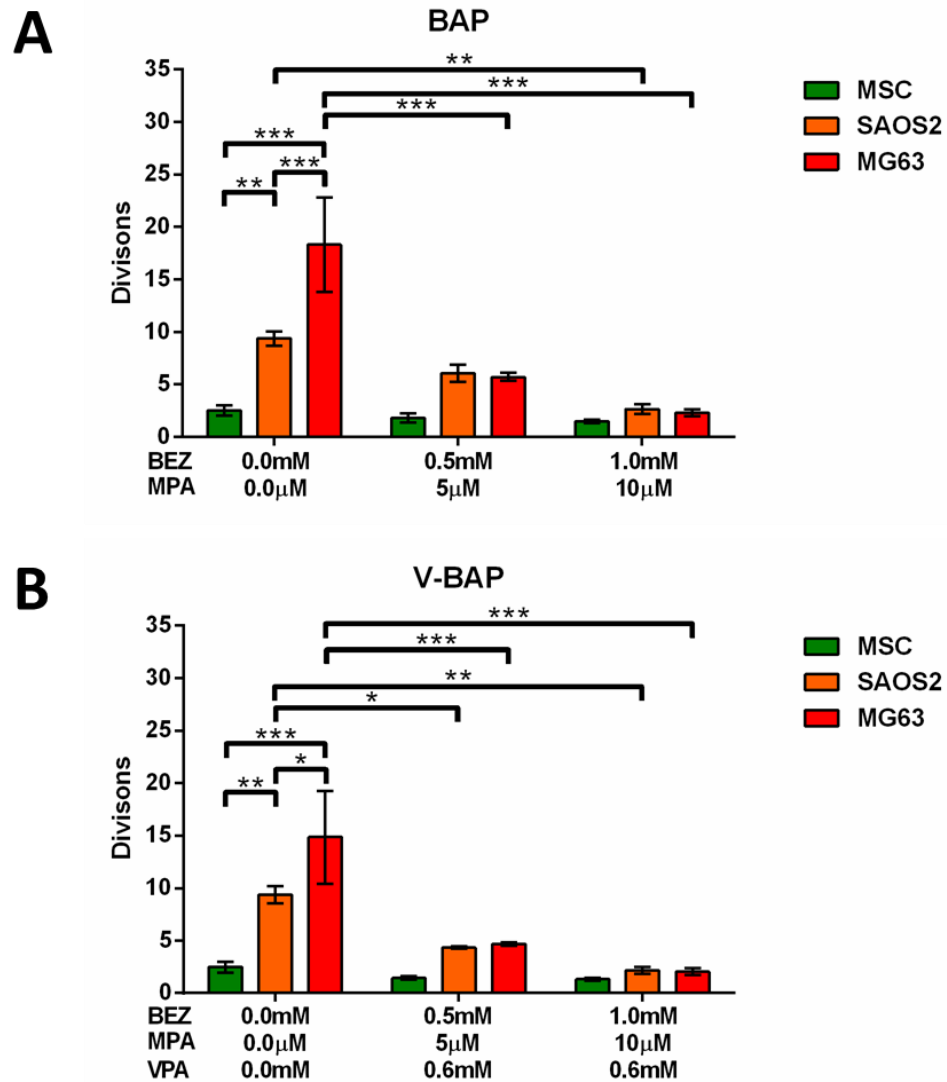 A
BAP
**
***
***
***
***
**
35
30
25
20
15
10
5
0
Divisons
MSC
SAOS2
MG63
BEZ 0.0mM 0.5mM 1.0mM
MPA 0.0μM 5μM 10μM
B
V-BAP
***
***
**
*
***
*
**
35
30
25
20
15
10
5
0
Divisons
MSC
SAOS2
MG63
BEZ 0.0mM 0.5mM 1.0mM
MPA 0.0μM 5μM 10μM
VPA 0.0mM 0.6mM 0.6mM